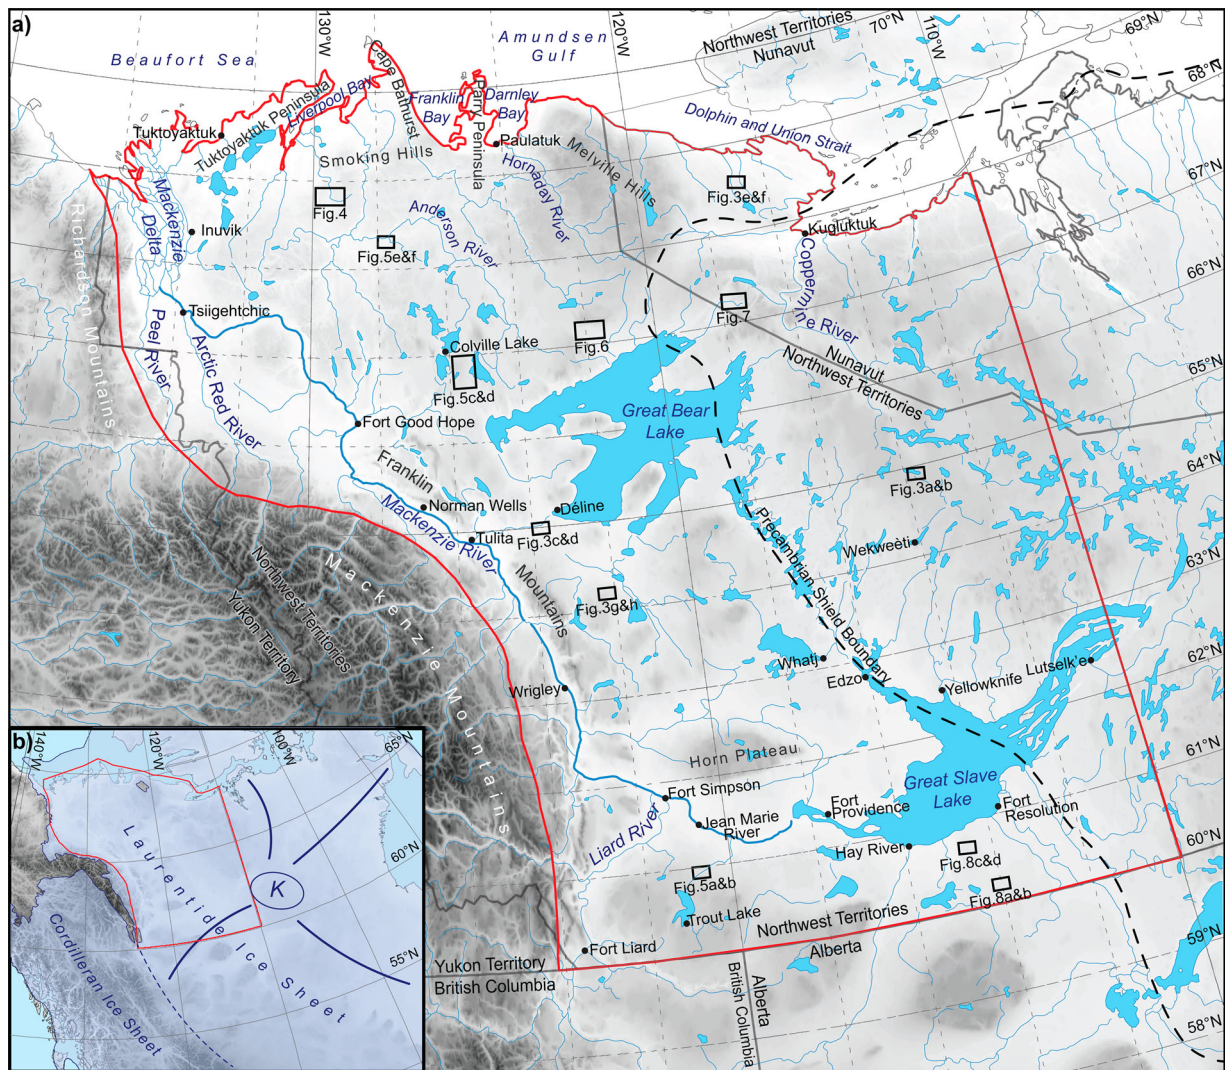 a)
Beaufort Sea
Amundsen
Gulf
130°W
120°W
110°W
70°N
69°N
68°N
67°N
66°N
65°N
64°N
63°N
62°N
61°N
60°N
59°N
58°N
Northwest Territories
Nunavut
Cape Bathurst
Liverpool Bay
Franklin
Bay
Parry Peninsula
Darnley
Bay
Dolphin and Union Strait
Tuktoyaktuk
Tuktoyaktuk Peninsula
Smoking Hills
Paulatuk
Hornaday River
Melville Hills
Fig.3e&f
Fig.4
Mackenzie
Delta
Richardson Mountains
Inuvik
Anderson River
Fig.5e&f
Kugluktuk
Coppermine River
Tsiigehtchic
Peel River
Arctic Red River
Fig.7
Fig.6
Colville Lake
Fig.5c&d
Nunavut
Northwest Territories
Great Bear
Lake
Fort Good Hope
Franklin
Mountains
Norman Wells
Mackenzie River
Tulita
Déline
Fig.3c&d
Fig.3a&b
Wekweèti
Precambrian Shield Boundary
Mackenzie Mountains
Northwest Territories
Yukon Territory
Fig.3g&h
Whatj
Edzo
Yellowknife
Lutselk'e
Wrigley
Horn Plateau
Great Slave
Lake
Fort Simpson
Jean Marie
River
Fort
Providence
Fort
Resolution
Liard River
Hay River
Fig.8c&d
Fig.5a&b
Fig.8a&b
Trout Lake
Fort Liard
Northwest Territories
Alberta
Yukon Territory
British Columbia
British Columbia
Alberta
b)
140°W
120°W
100°W
65°N
60°N
55°N
K
Laurentide Ice Sheet
Cordilleran Ice Sheet